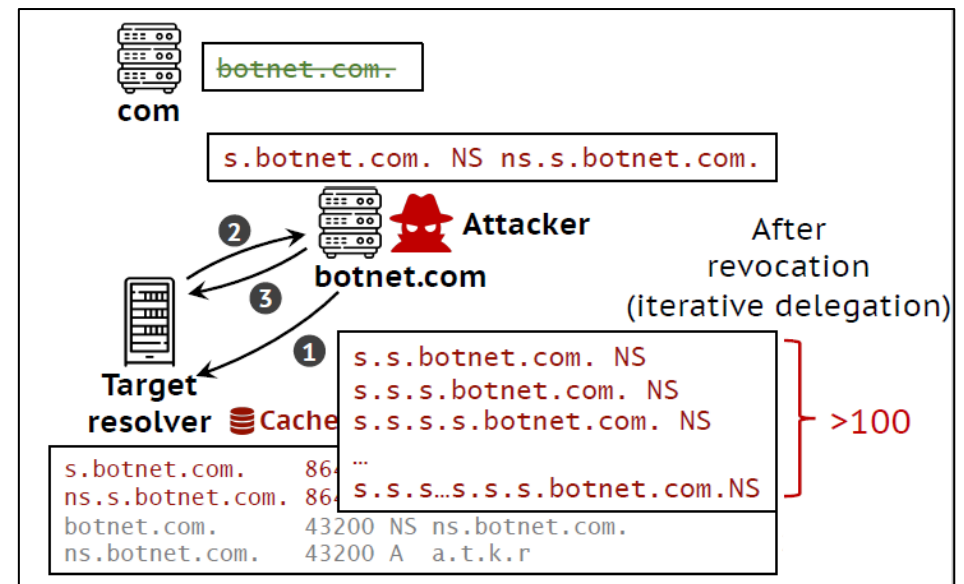 botnet.com.
com
s.botnet.com. NS ns.s.botnet.com.
Attacker
botnet.com
After
revocation
(iterative delegation)
2
3
1
Target
resolver
Cache
s.s.botnet.com. NS
s.s.s.botnet.com. NS
s.s.s.s.botnet.com. NS
…
s.s.s…s.s.s.botnet.com.NS
>100
s.botnet.com. 864
ns.s.botnet.com. 864
botnet.com. 43200 NS ns.botnet.com.
ns.botnet.com. 43200 A a.t.k.r